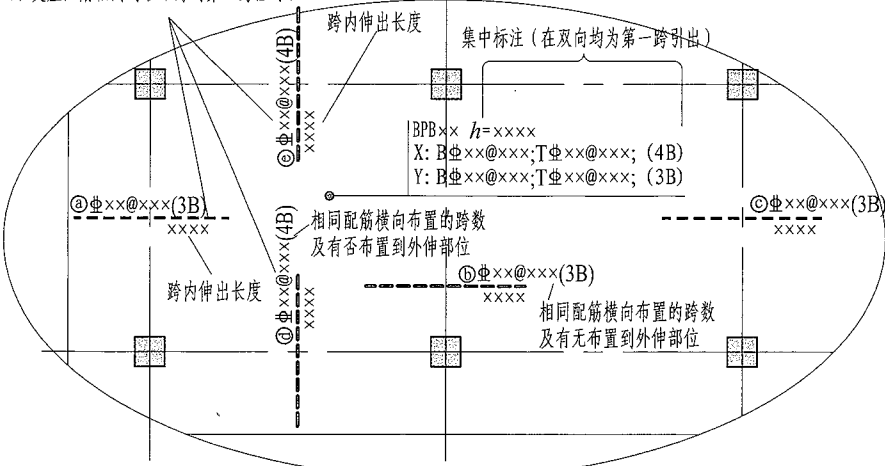 跨内伸出长度
集中标注（在双向均为第一跨引出）
ⓔΦ××@×××(4B)
××××
BPB×× h=××××
X: BΦ××@×××;TΦ××@×××; (4B)
Y: BΦ××@×××;TΦ××@×××; (3B)
ⓐΦ××@×××(3B)
××××
ⓒΦ××@×××(3B)
××××
ⓓΦ××@×××(4B)
××××
相同配筋横向布置的跨数
及有否布置到外伸部位
跨内伸出长度
ⓑΦ××@×××(3B)
××××
相同配筋横向布置的跨数
及有无布置到外伸部位